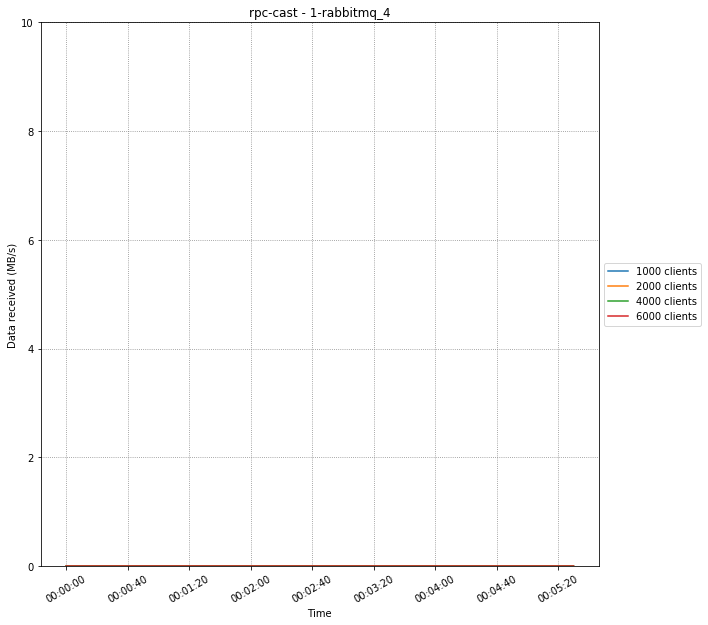 rpc-cast - 1-rabbitmq_4
Data received (MB/s)
10
8
6
4
2
0
00:00:00
00:00:40
00:01:20
00:02:00
00:02:40
00:03:20
00:04:00
00:04:40
00:05:20
Time
1000 clients
2000 clients
4000 clients
6000 clients